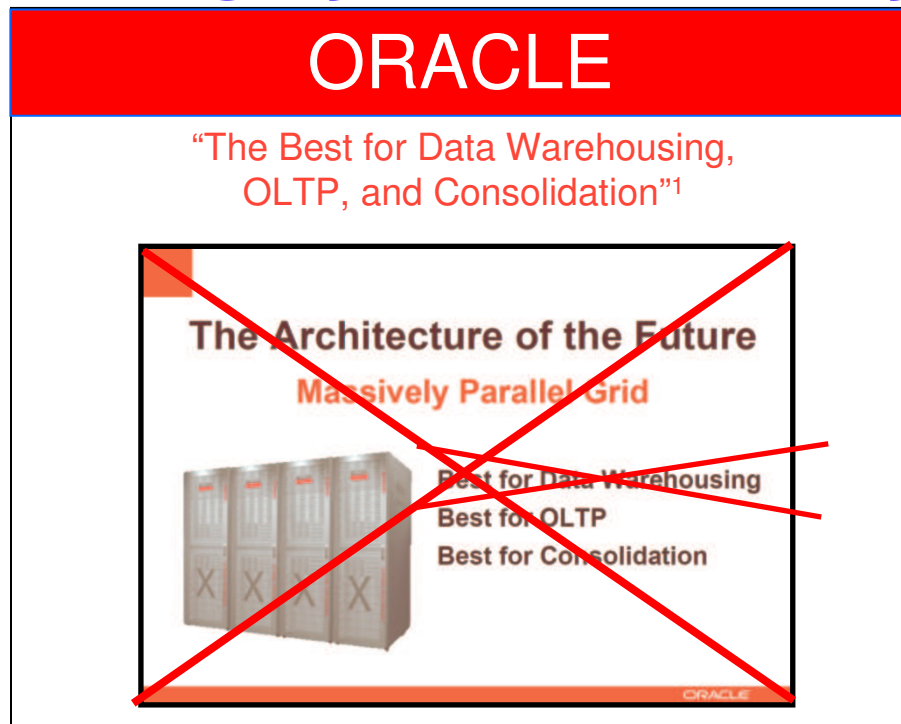 ORACLE
“The Best for Data Warehousing,
OLTP, and Consolidation”1
The Architecture of the Future
Massively Parallel Grid
Best for Data Warehousing
Best for OLTP
Best for Consolidation
X X X X
ORACLE